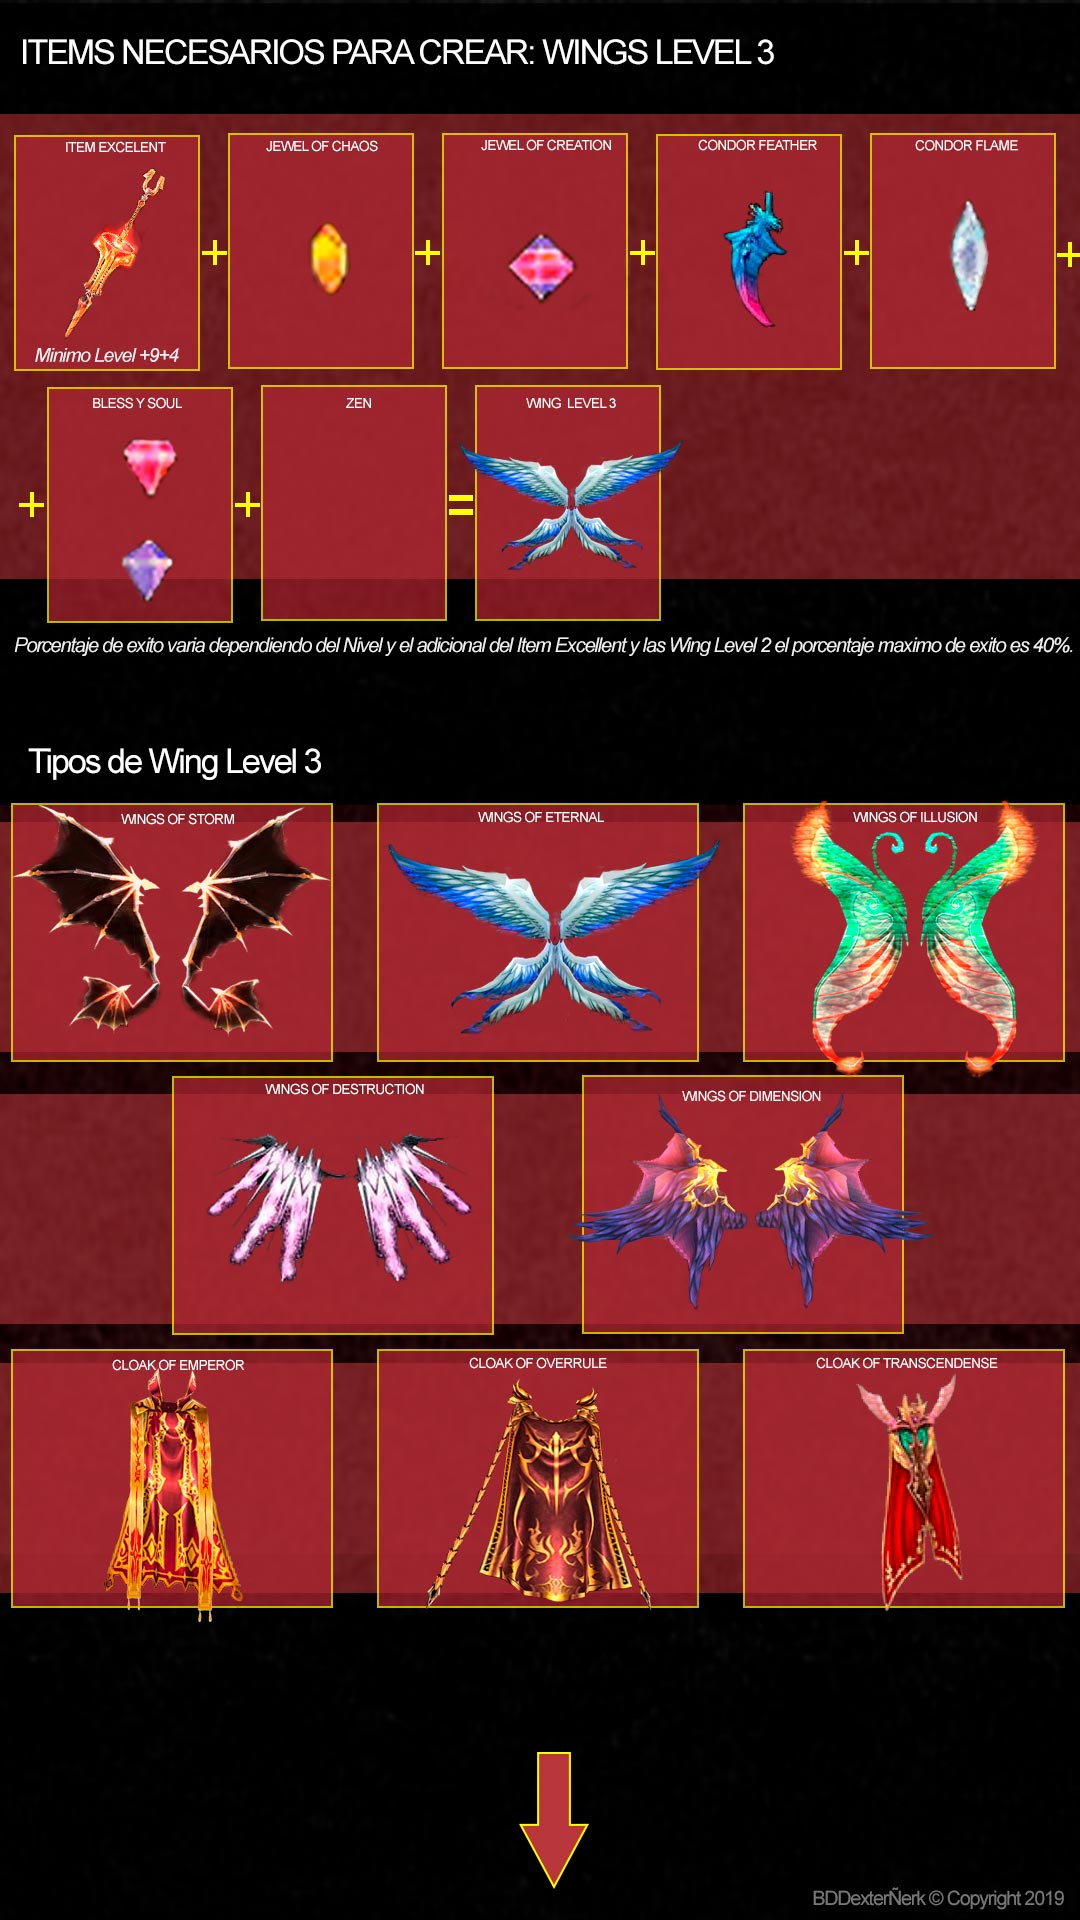 ITEMS NECESARIOS PARA CREAR: WINGS LEVEL 3
ITEM EXCELENT
JEWEL OF CHAOS
JEWEL OF CREATION
CONDOR FEATHER
CONDOR FLAME
+
+
+
+
+
Minimo Level +9+4
BLESS Y SOUL
ZEN
WING LEVEL 3
+
+
=
Porcentaje de exito varia dependiendo del Nivel y el adicional del Item Excellent y las Wing Level 2 el porcentaje maximo de exito es 40%.
Tipos de Wing Level 3
WINGS OF STORM
WINGS OF ETERNAL
WINGS OF ILLUSION
WINGS OF DESTRUCTION
WINGS OF DIMENSION
CLOAK OF EMPEROR
CLOAK OF OVERRULE
CLOAK OF TRANSCENDENSE
BDDexterÑerk © Copyright 2019